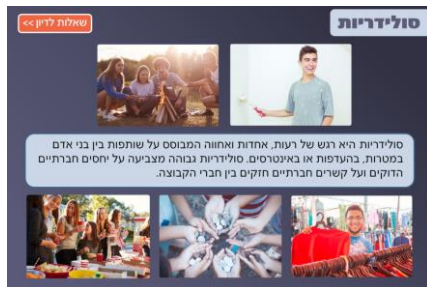 סולידריות
שאלות לדיון >>
סולידריות היא רגש של רעות, אחדות ואחווה המבוסס על שותפות בין בני אדם
במטרות, בהעדפות או באינטרסים. סולידריות גבוהה מצביעה על יחסים חברתיים
הדוקים ועל קשרים חברתיים חזקים בין חברי הקבוצה.